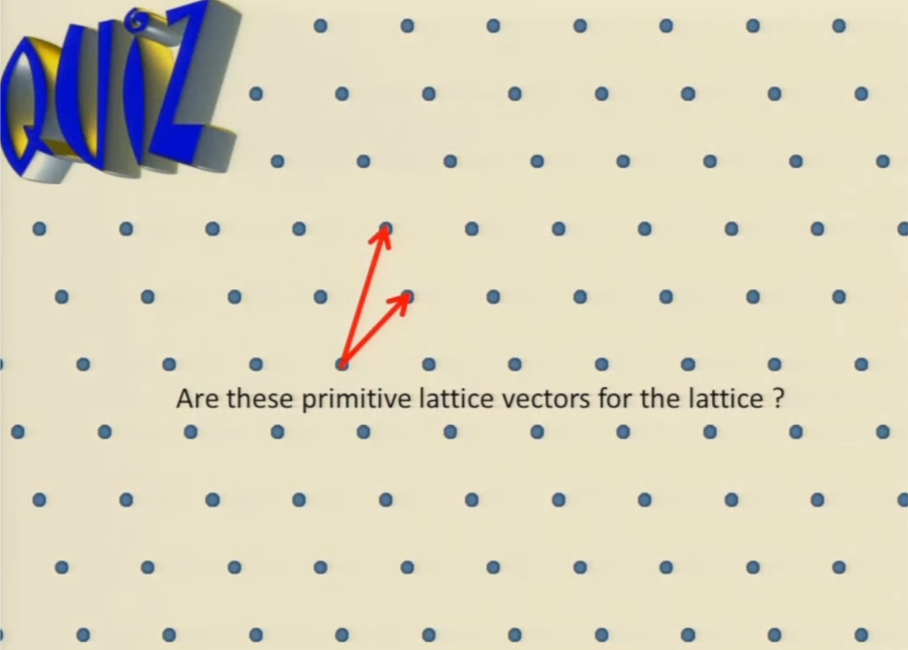 QUiZ
Are these primitive lattice vectors for the lattice ?